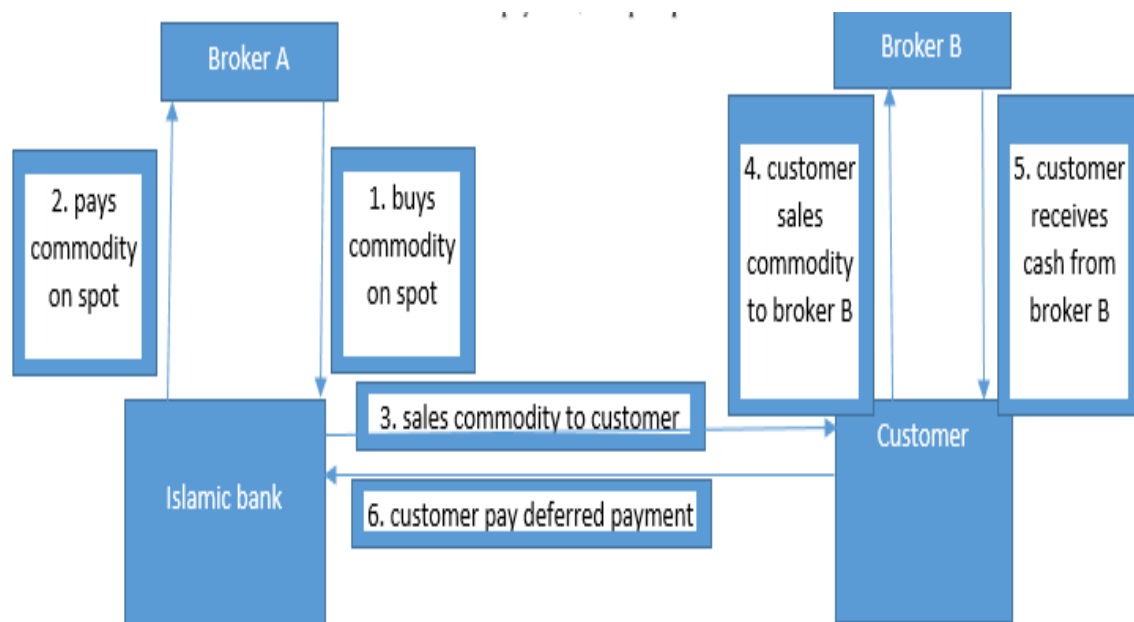 Broker A
Broker B
2. pays
commodity
on spot
1. buys
commodity
on spot
4. customer
sales
commodity
to broker B
5. customer
receives
cash from
broker B
3. sales commodity to customer
Islamic bank
Customer
6. customer pay deferred payment